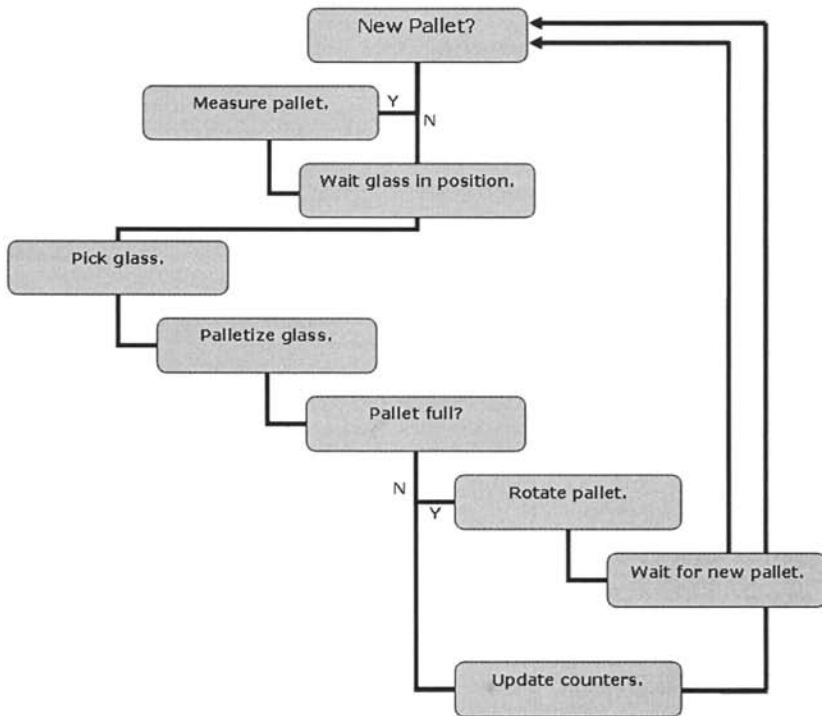 New Pallet?
Measure pallet.
Y
N
Wait glass in position.
Pick glass.
Palletize glass.
Pallet full?
N
Y
Rotate pallet.
Wait for new pallet.
Update counters.